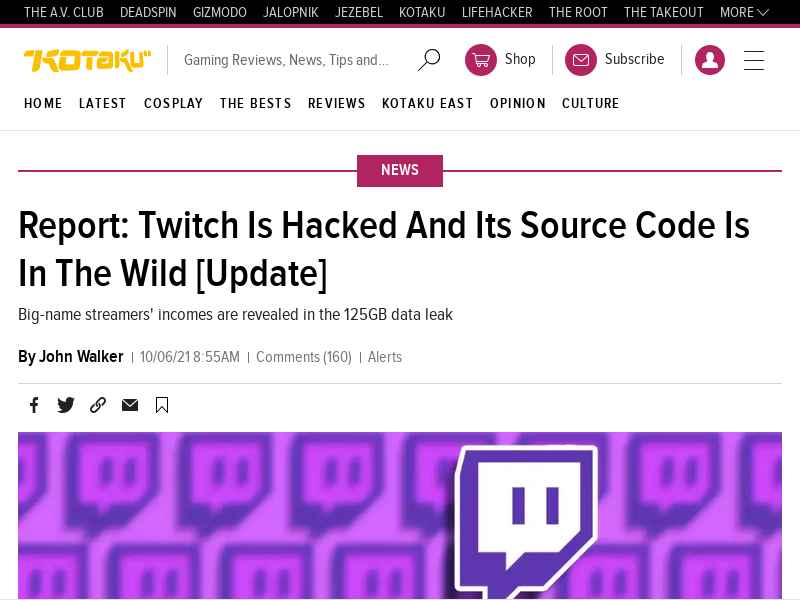 THE A.V. CLUB DEADSPIN GIZMODO JALOPNIK JEZEBEL KOTAKU LIFEHACKER THE ROOT THE TAKEOUT MORE
KOTAKU Gaming Reviews, News, Tips and... Shop Subscribe
HOME LATEST COSPLAY THE BESTS REVIEWS KOTAKU EAST OPINION CULTURE
NEWS
Report: Twitch Is Hacked And Its Source Code Is
In The Wild [Update]
Big-name streamers' incomes are revealed in the 125GB data leak
By John Walker 10/06/21 8:55AM Comments (160) Alerts